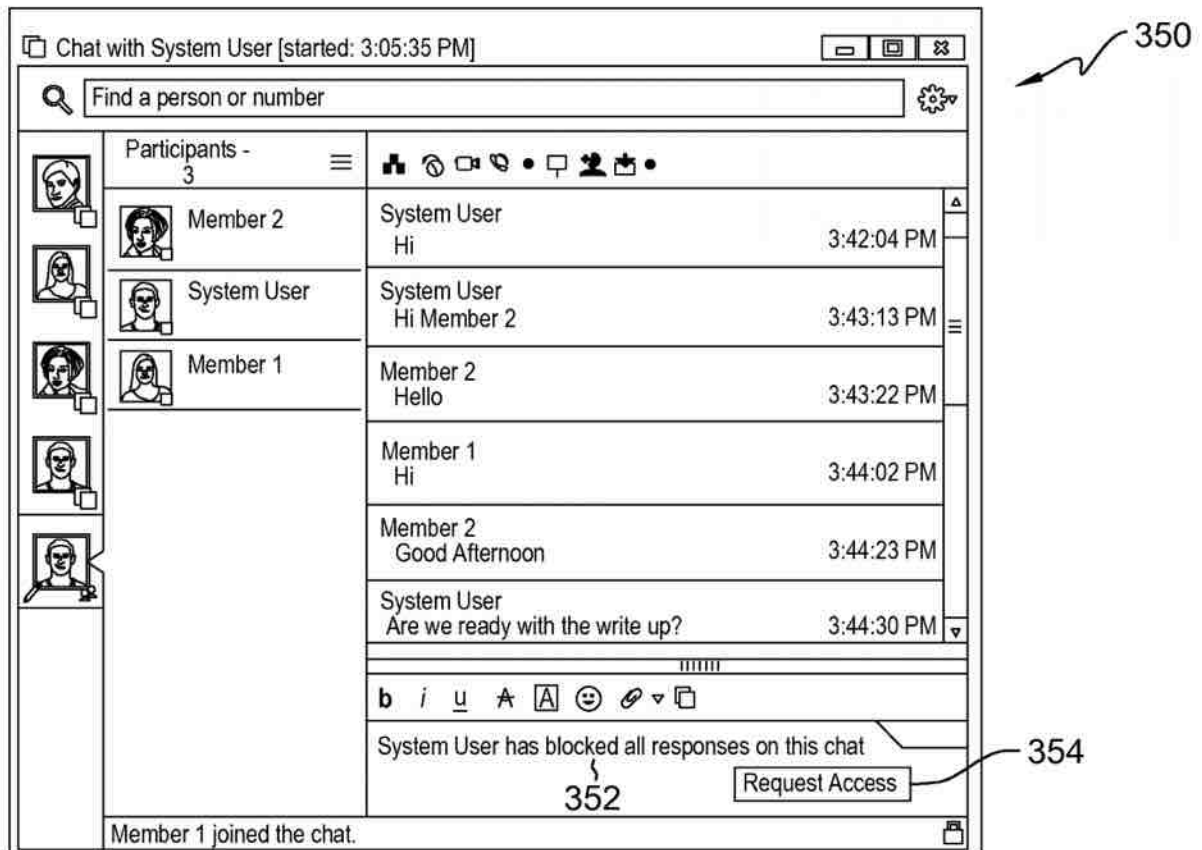 350
Chat with System User [started: 3:05:35 PM]
Find a person or number
Participants -
3
Member 2
System User
Member 1
System User
Hi 3:42:04 PM
System User
Hi Member 2 3:43:13 PM
Member 2
Hello 3:43:22 PM
Member 1
Hi 3:44:02 PM
Member 2
Good Afternoon 3:44:23 PM
System User
Are we ready with the write up? 3:44:30 PM
b i u A A
System User has blocked all responses on this chat
352
Request Access
354
Member 1 joined the chat.